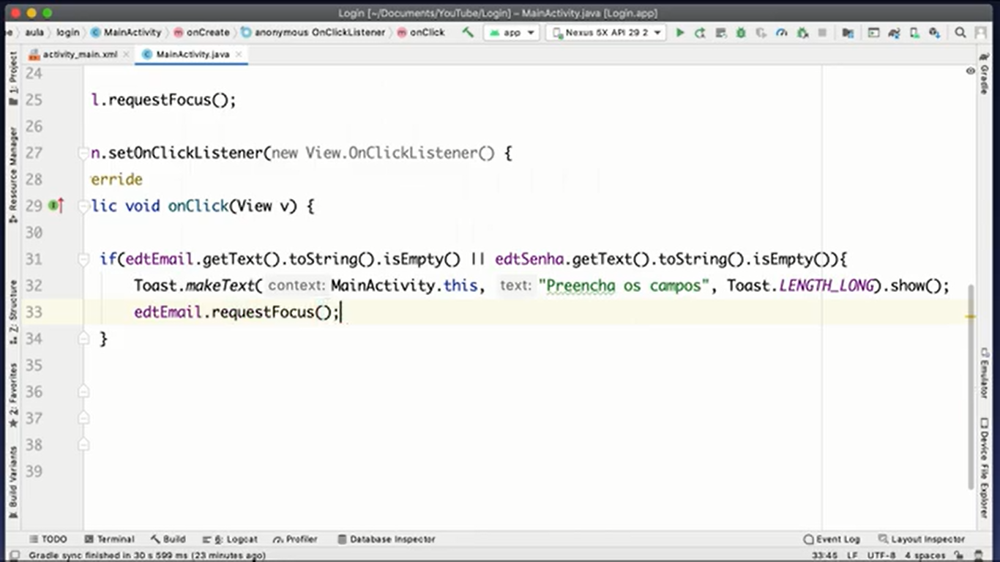 Login [~/Documents/YouTube/Login] – MainActivity.java [Login.app]
aula login MainActivity onCreate anonymous OnClickListener onClick app Nexus 5X API 29 2
activity_main.xml MainActivity.java
24
25 l.requestFocus();
26
27 n.setOnClickListener(new View.OnClickListener() {
28 erride
29 lic void onClick(View v) {
30
31 if(edtEmail.getText().toString().isEmpty() || edtSenha.getText().toString().isEmpty()){
32 Toast.makeText( context: MainActivity.this, text: "Preencha os campos", Toast.LENGTH_LONG).show();
33 edtEmail.requestFocus();
34 }
35
36
37
38
39
1: Project
Resource Manager
7: Structure
2: Favorites
Build Variants
Gradle
Emulator
Device File Explorer
TODO Terminal Build 6: Logcat Profiler Database Inspector Event Log Layout Inspector
Gradle sync finished in 30 s 599 ms (23 minutes ago) 33:45 LF UTF-8 4 spaces